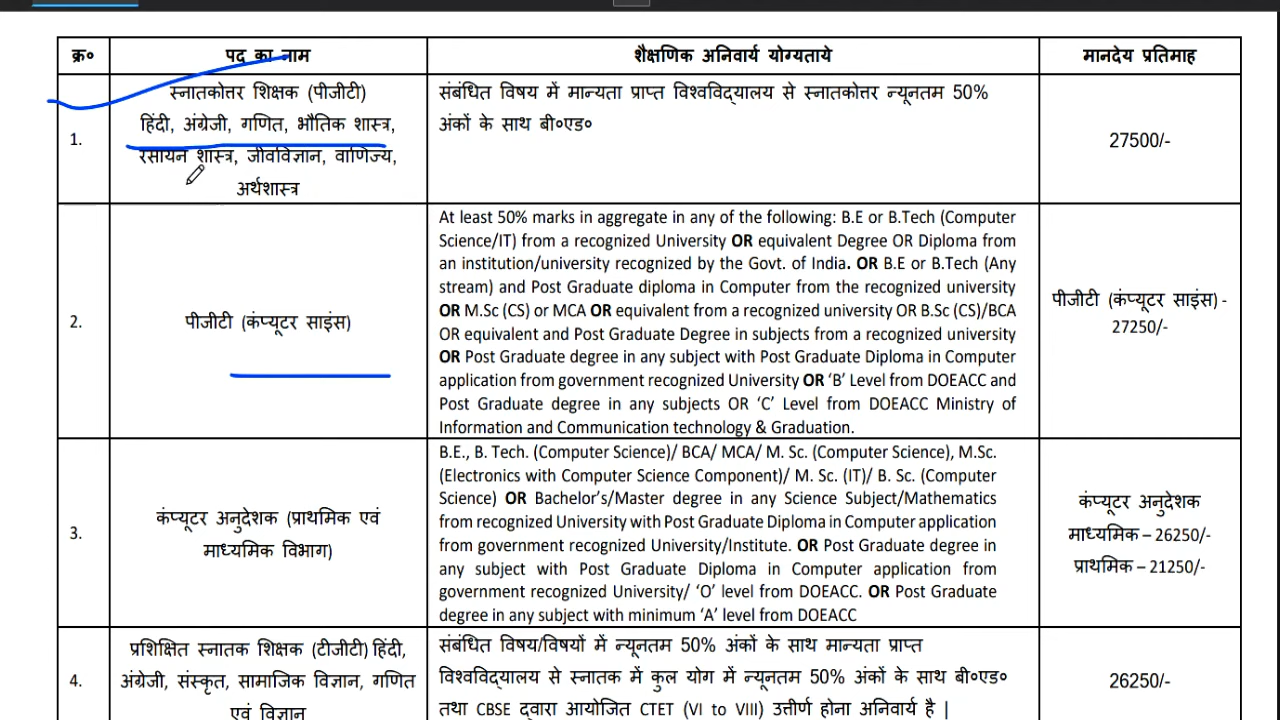 क्र०
पद का नाम
शैक्षणिक अनिवार्य योग्यताये
मानदेय प्रतिमाह
1.
स्नातकोत्तर शिक्षक (पीजीटी)
हिंदी, अंग्रेजी, गणित, भौतिक शास्त्र,
रसायन शास्त्र, जीवविज्ञान, वाणिज्य,
अर्थशास्त्र
संबंधित विषय में मान्यता प्राप्त विश्वविद्यालय से स्नातकोत्तर न्यूनतम 50%
अंकों के साथ बी०एड०
27500/-
2.
पीजीटी (कंप्यूटर साइंस)
At least 50% marks in aggregate in any of the following: B.E or B.Tech (Computer
Science/IT) from a recognized University OR equivalent Degree OR Diploma from
an institution/university recognized by the Govt. of India. OR B.E or B.Tech (Any
stream) and Post Graduate diploma in Computer from the recognized university
OR M.Sc (CS) or MCA OR equivalent from a recognized university OR B.Sc (CS)/BCA
OR equivalent and Post Graduate Degree in subjects from a recognized university
OR Post Graduate degree in any subject with Post Graduate Diploma in Computer
application from government recognized University OR ‘B’ Level from DOEACC and
Post Graduate degree in any subjects OR ‘C’ Level from DOEACC Ministry of
Information and Communication technology & Graduation.
पीजीटी (कंप्यूटर साइंस) -
27250/-
3.
कंप्यूटर अनुदेशक (प्राथमिक एवं
माध्यमिक विभाग)
B.E., B. Tech. (Computer Science)/ BCA/ MCA/ M. Sc. (Computer Science), M.Sc.
(Electronics with Computer Science Component)/ M. Sc. (IT)/ B. Sc. (Computer
Science) OR Bachelor’s/Master degree in any Science Subject/Mathematics
from recognized University with Post Graduate Diploma in Computer application
from government recognized University/Institute. OR Post Graduate degree in
any subject with Post Graduate Diploma in Computer application from
government recognized University/ ‘O’ level from DOEACC. OR Post Graduate
degree in any subject with minimum ‘A’ level from DOEACC
कंप्यूटर अनुदेशक
माध्यमिक – 26250/-
प्राथमिक – 21250/-
4.
प्रशिक्षित स्नातक शिक्षक (टीजीटी) हिंदी,
अंग्रेजी, संस्कृत, सामाजिक विज्ञान, गणित
एवं विज्ञान
संबंधित विषय/विषयों में न्यूनतम 50% अंकों के साथ मान्यता प्राप्त
विश्वविद्यालय से स्नातक में कुल योग में न्यूनतम 50% अंकों के साथ बी०एड०
तथा CBSE द्वारा आयोजित CTET (VI to VIII) उत्तीर्ण होना अनिवार्य है |
26250/-